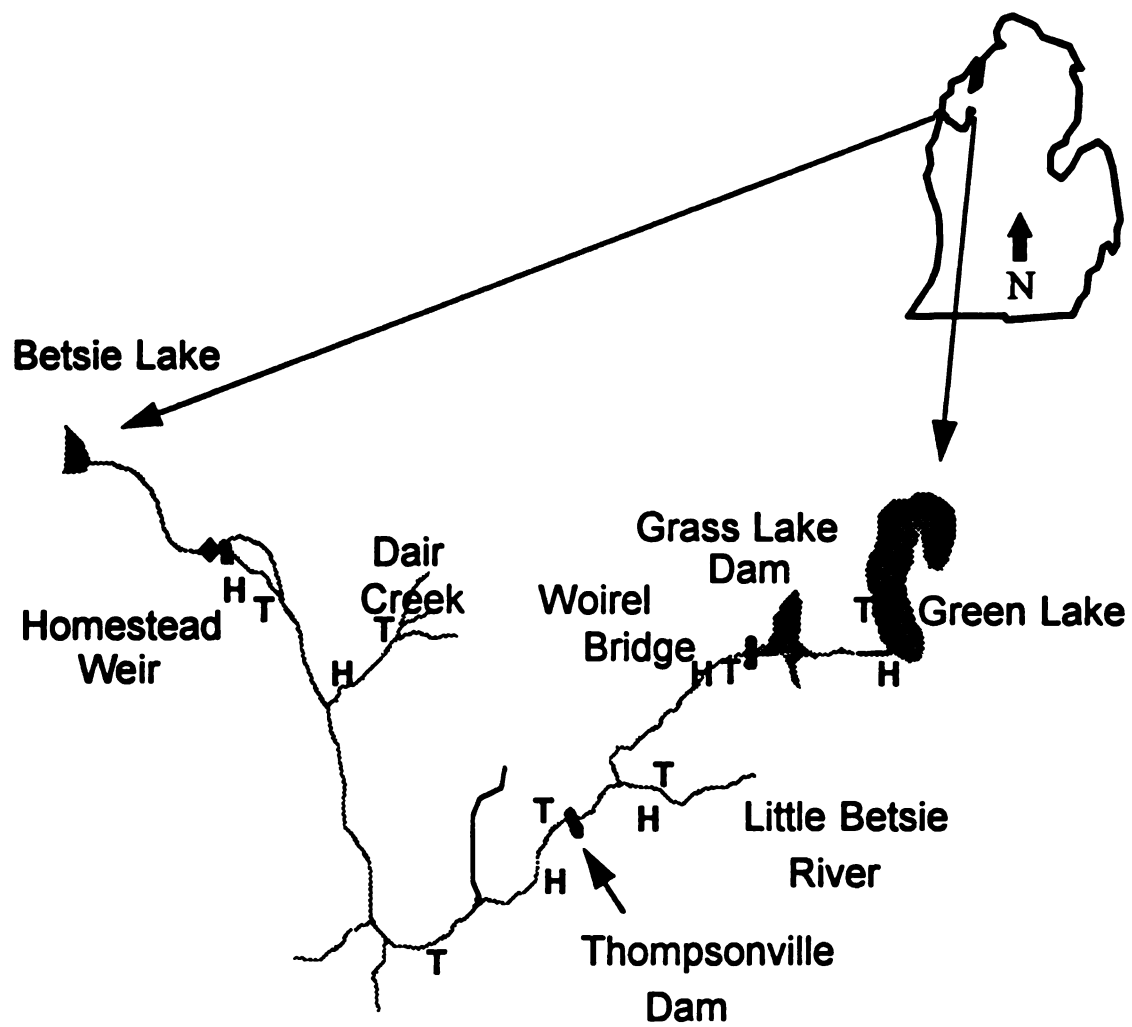 N
Betsie Lake
Grass Lake
Dam
Dair
Creek
Woirel
Bridge
T
Green Lake
H
T
Homestead
Weir
T
H
H T
H
T
H
Little Betsie
River
T
H
Thompsonville
Dam
T